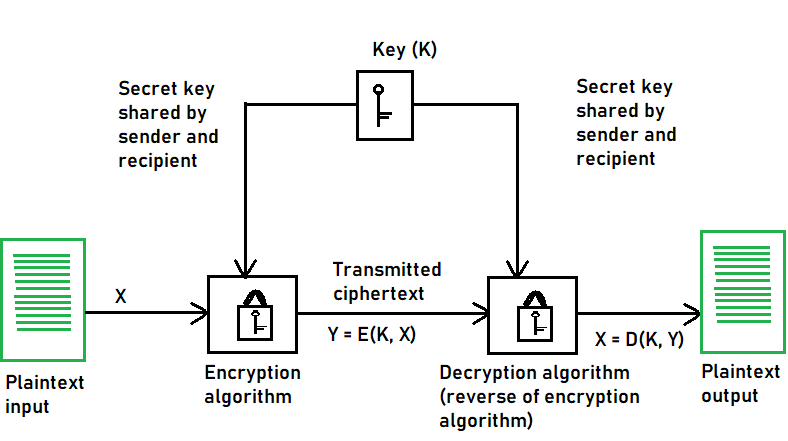 Key (K)
Secret key
shared by
sender and
recipient
Secret key
shared by
sender and
recipient
X
Transmitted
ciphertext
Y = E(K, X)
X = D(K, Y)
Plaintext
input
Encryption
algorithm
Decryption algorithm
(reverse of encryption
algorithm)
Plaintext
output